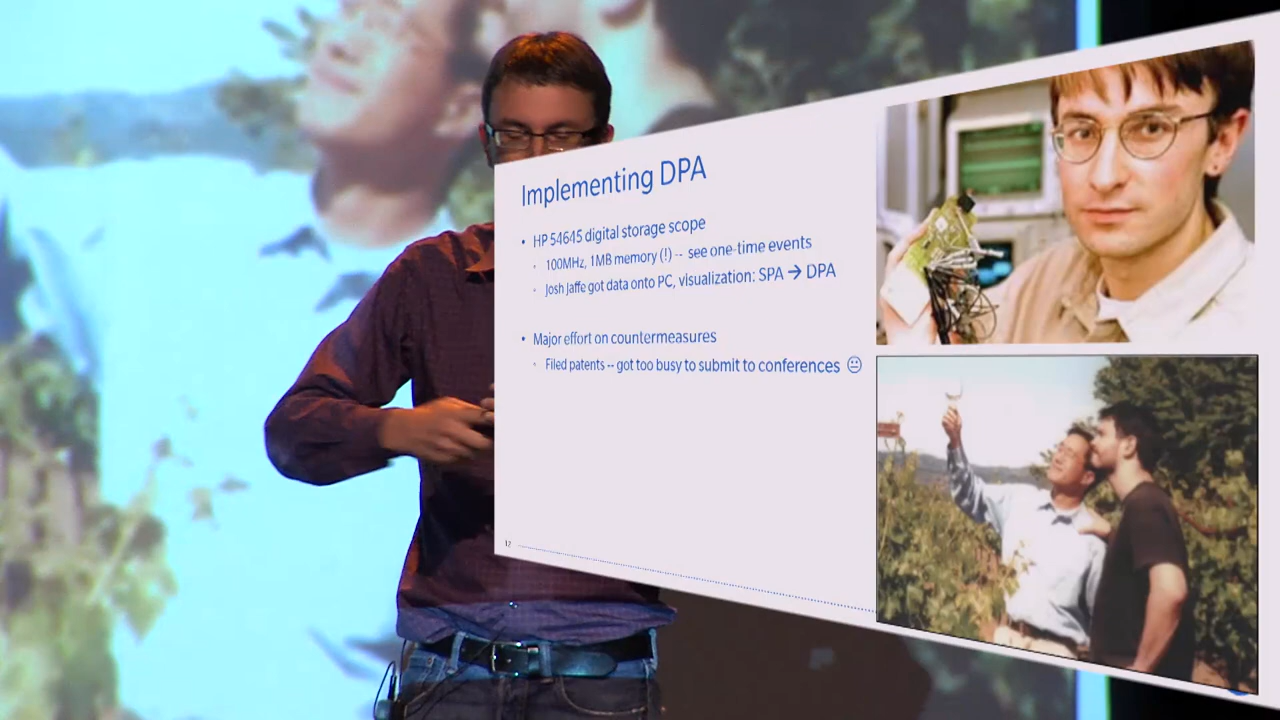 Implementing DPA
• HP 54645 digital storage scope
• 100MHz, 1MB memory (!) -- see one-time events
• Josh Jaffe got data onto PC, visualization: SPA → DPA
• Major effort on countermeasures
• Filed patents -- got too busy to submit to conferences 😐
12